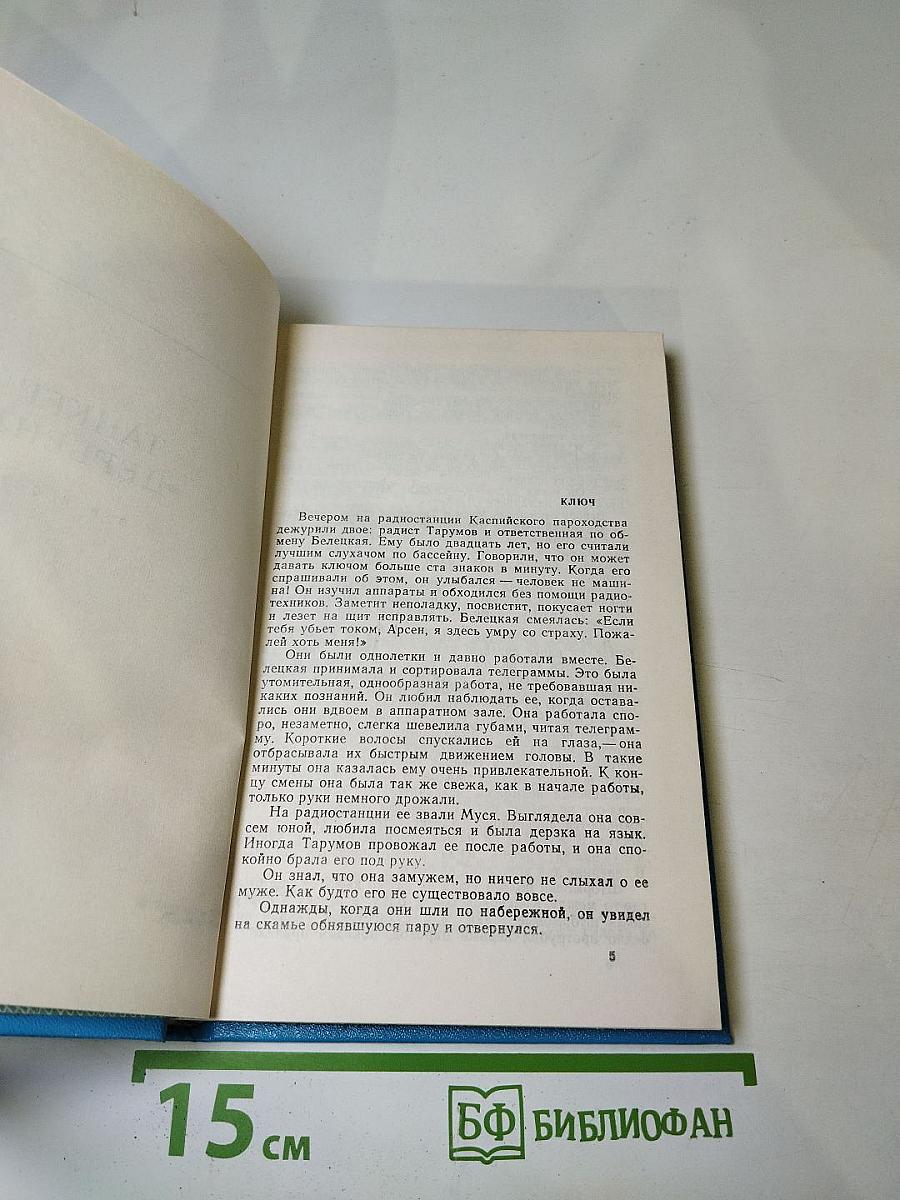 КЛЮЧ
Вечером на радиостанции Каспийского пароходства
дежурили двое: радист Тарумов и ответственная по об-
мену Белецкая. Ему было двадцать лет, но его считали
лучшим слухачом по бассейну. Говорили, что он может
давать ключом больше ста знаков в минуту. Когда его
спрашивали об этом, он улыбался — человек не маши-
на! Он изучил аппараты и обходился без помощи радио-
техников. Заметит неполадку, посвистит, покусает ногти
и лезет на щит исправлять. Белецкая смеялась: «Если
тебя убьет током, Арсен, я здесь умру со страху. Пожа-
лей хоть меня!»
Они были однолетки и давно работали вместе. Бе-
лецкая принимала и сортировала телеграммы. Это была
утомительная, однообразная работа, не требовавшая ни-
каких познаний. Он любил наблюдать ее, когда остава-
лись они вдвоем в аппаратном зале. Она работала спо-
ро, незаметно, слегка шевелила губами, читая телеграм-
му. Короткие волосы спускались ей на глаза,— она
отбрасывала их быстрым движением головы. В такие
минуты она казалась ему очень привлекательной. К кон-
цу смены она была так же свежа, как в начале работы,
только руки немного дрожали.
На радиостанции ее звали Муся. Выглядела она сов-
сем юной, любила посмеяться и была дерзка на язык.
Иногда Тарумов провожал ее после работы, и она спо-
койно брала его под руку.
Он знал, что она замужем, но ничего не слыхал о ее
муже. Как будто его не существовало вовсе.
Однажды, когда они шли по набережной, он увидел
на скамье обнявшуюся пару и отвернулся.
5
15 см
БФ БИБЛИОФАН